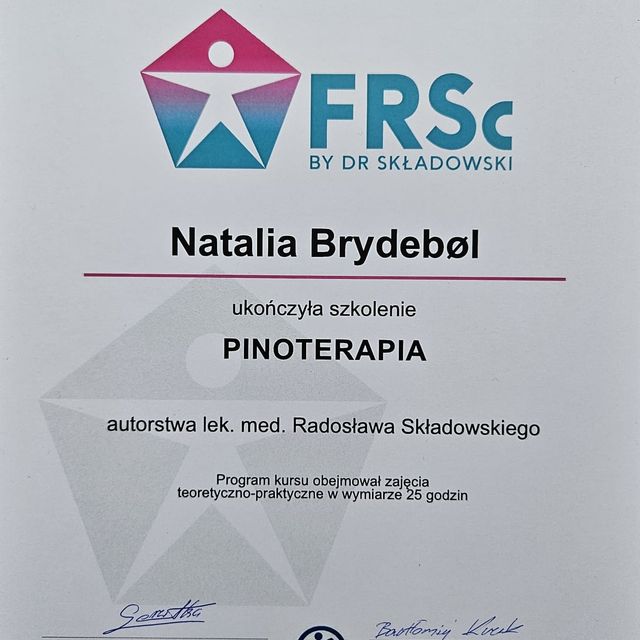 FRSc
BY DR SKŁADOWSKI
Natalia Brydebøl
ukończyła szkolenie
PINOTERAPIA
autorstwa lek. med. Radosława Składowskiego
Program kursu obejmował zajęcia
teoretyczno-praktyczne w wymiarze 25 godzin
Bartłomiej